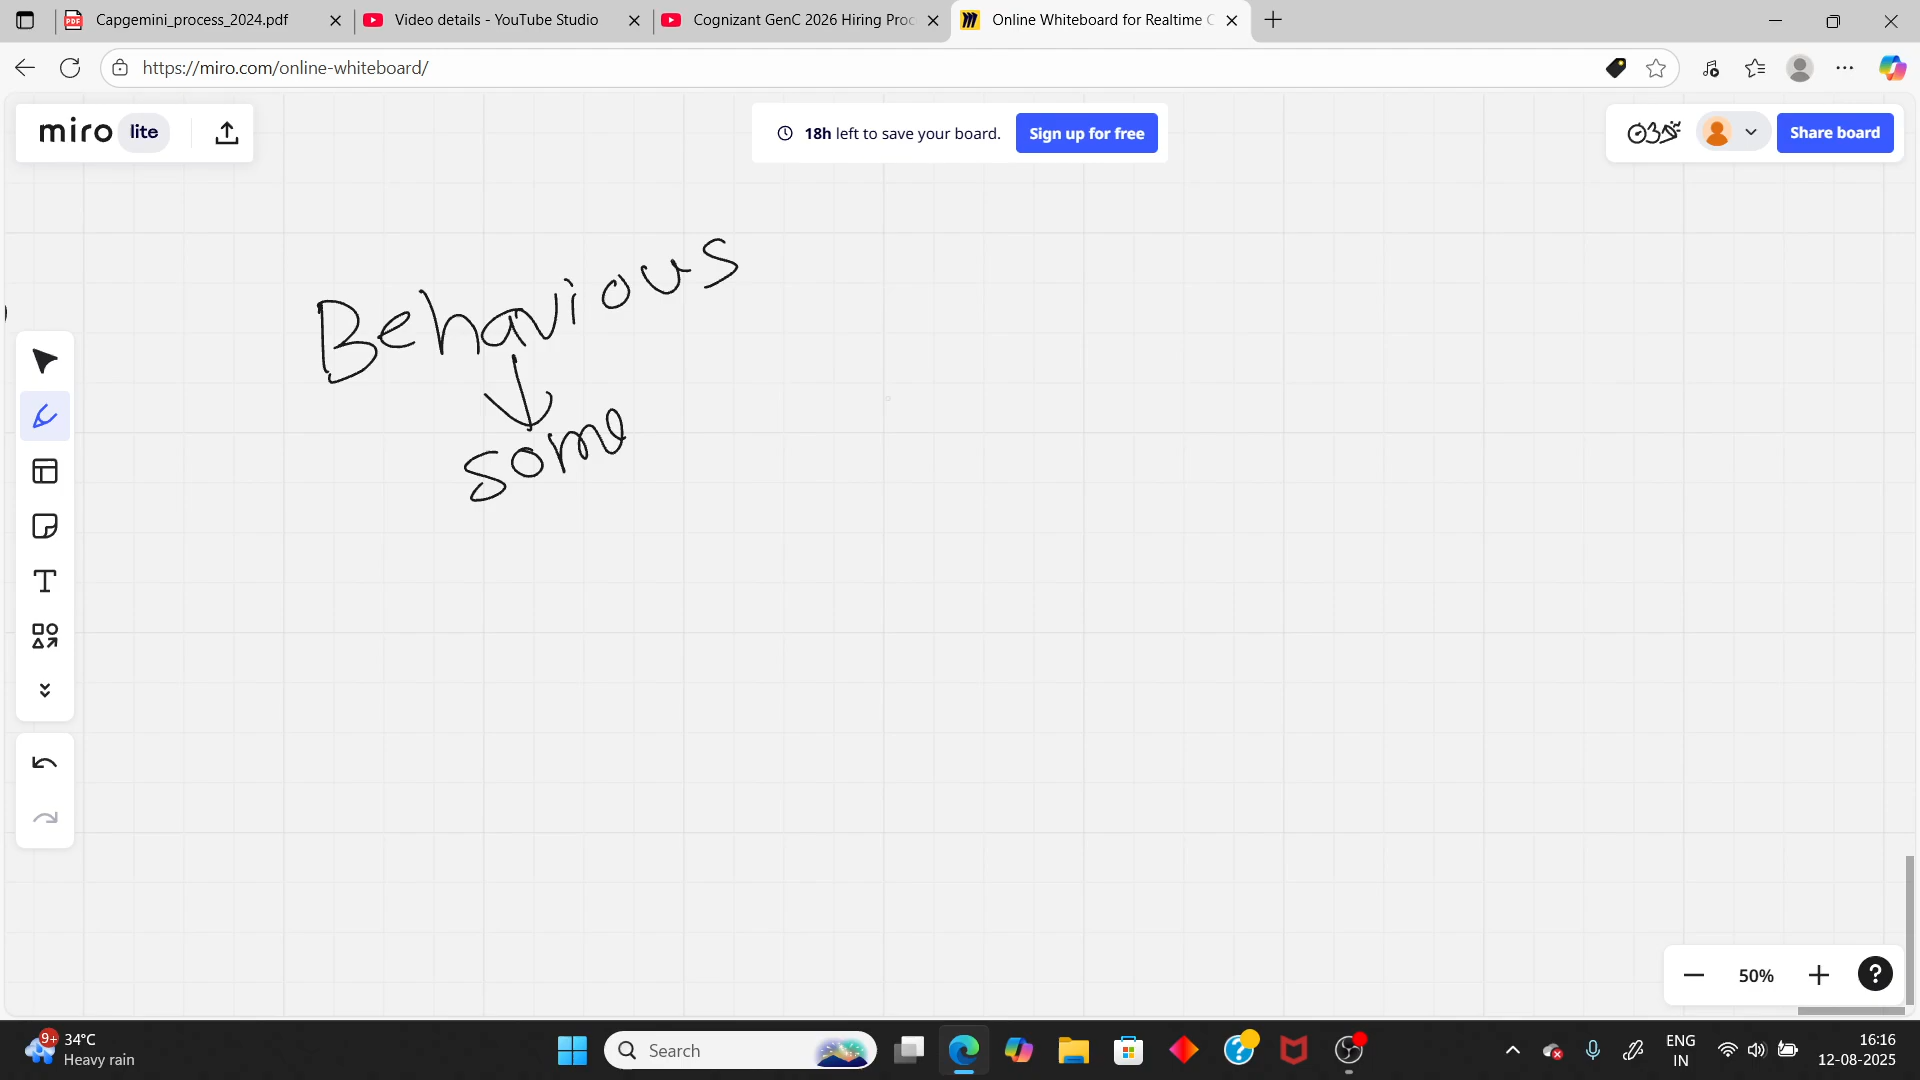 Capgemini_process_2024.pdf
Video details - YouTube Studio
Cognizant GenC 2026 Hiring Proc
Online Whiteboard for Realtime C
https://miro.com/online-whiteboard/
miro lite
18h left to save your board.
Sign up for free
Share board
Behavious
some
50%
9+
34°C
Heavy rain
Search
ENG
IN
16:16
12-08-2025